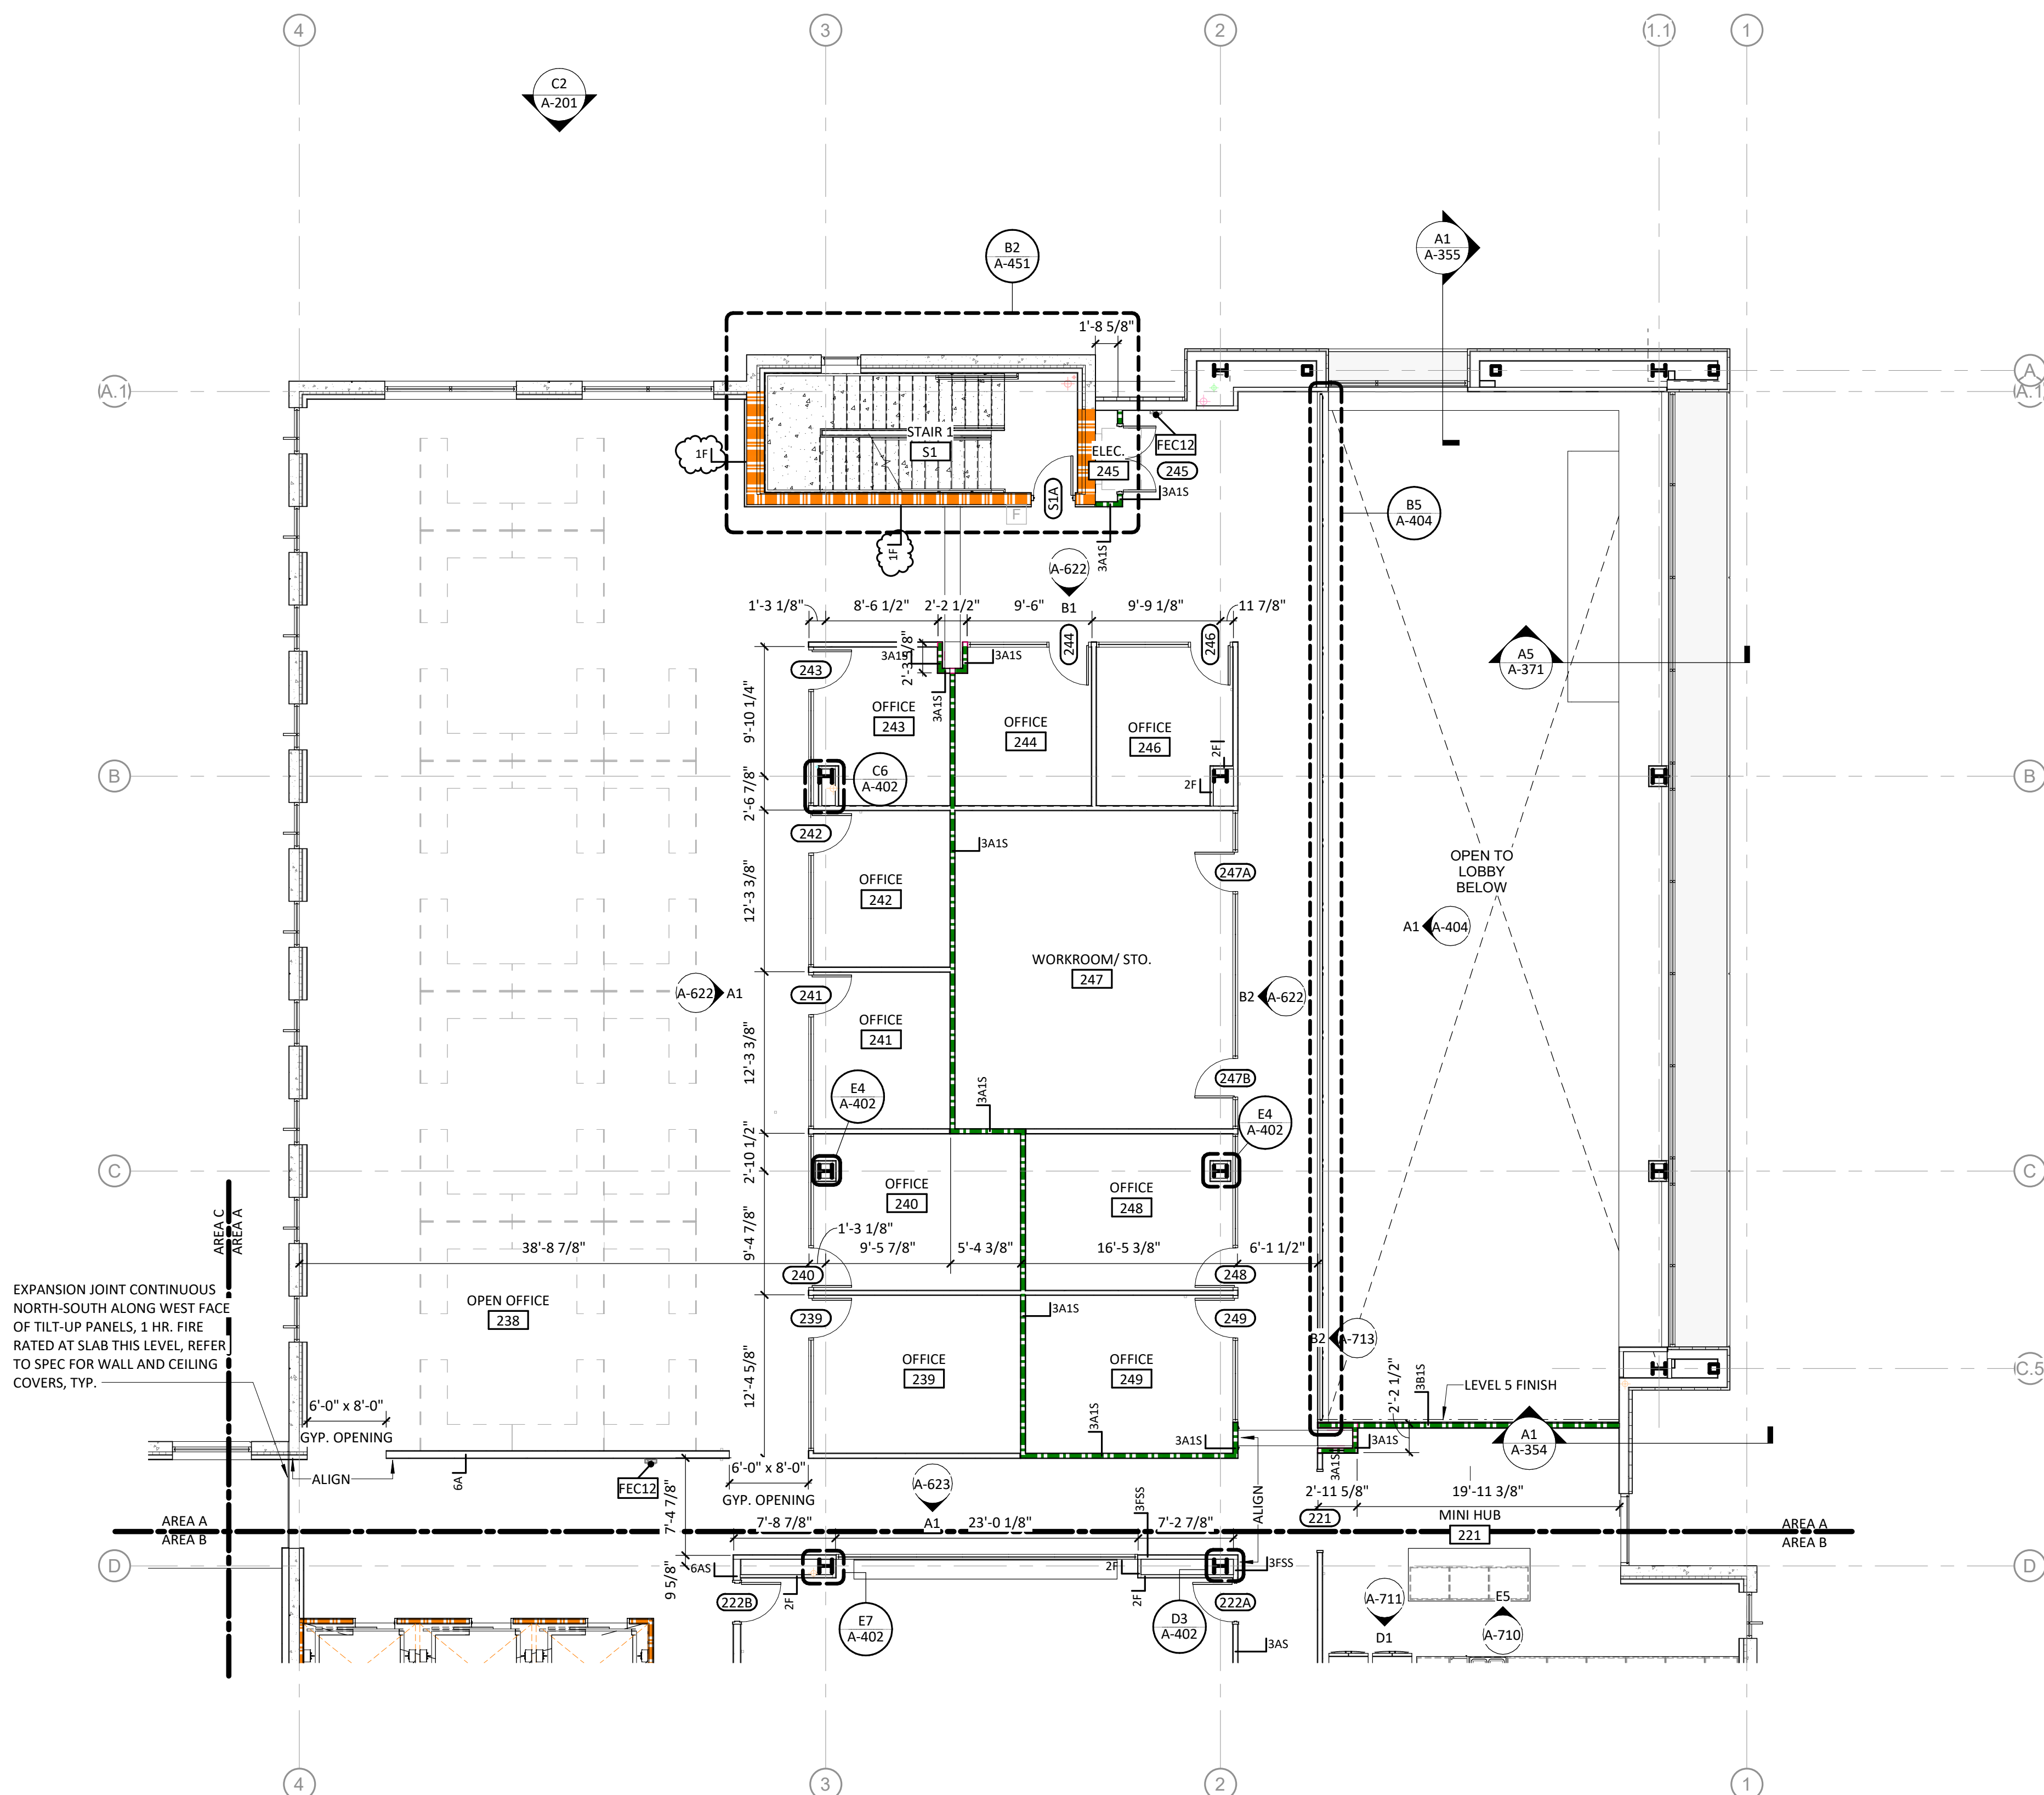 4
3
2
1.1
1
C2
A-201
B2
A-451
A1
A-355
1'-8 5/8"
A.1
A
A.1
STAIR 1
S1
1F
ELEC.
245
FEC12
245
3A1S
S1A
F
1F
3A1S
B5
A-404
A-622
B1
1'-3 1/8"
8'-6 1/2"
2'-2 1/2"
9'-6"
9'-9 1/8"
11 7/8"
244
246
243
3A1S
3A1S
3A1S
A5
A-371
9'-10 1/4"
OFFICE
243
OFFICE
244
OFFICE
246
2F
2F
B
C6
A-402
B
2'-6 7/8"
242
3A1S
247A
OPEN TO
LOBBY
BELOW
12'-3 3/8"
OFFICE
242
A1
A-404
WORKROOM/ STO.
247
A-622
A1
241
B2
A-622
12'-3 3/8"
OFFICE
241
3A1S
247B
E4
A-402
E4
A-402
2'-10 1/2"
C
C
OFFICE
240
OFFICE
248
AREA C
AREA A
9'-4 7/8"
1'-3 1/8"
38'-8 7/8"
9'-5 7/8"
5'-4 3/8"
16'-5 3/8"
6'-1 1/2"
240
248
EXPANSION JOINT CONTINUOUS
NORTH-SOUTH ALONG WEST FACE
OF TILT-UP PANELS, 1 HR. FIRE
RATED AT SLAB THIS LEVEL, REFER
TO SPEC FOR WALL AND CEILING
COVERS, TYP.
OPEN OFFICE
238
239
3A1S
249
B2
A-713
12'-4 5/8"
OFFICE
239
OFFICE
249
2'-2 1/2"
3B1S
LEVEL 5 FINISH
C.5
6'-0" x 8'-0"
GYP. OPENING
3A1S
3A1S
3A1S
3A1S
A1
A-354
ALIGN
6A
FEC12
6'-0" x 8'-0"
GYP. OPENING
7'-4 7/8"
A-623
A1
3FSS
ALIGN
2'-11 5/8"
19'-11 3/8"
221
MINI HUB
221
AREA A
AREA B
7'-8 7/8"
23'-0 1/8"
7'-2 7/8"
AREA A
AREA B
D
9 5/8"
6AS
2F
2F
2F
3FSS
D
222B
E7
A-402
D3
A-402
222A
3AS
A-711
D1
E5
A-710
4
3
2
1